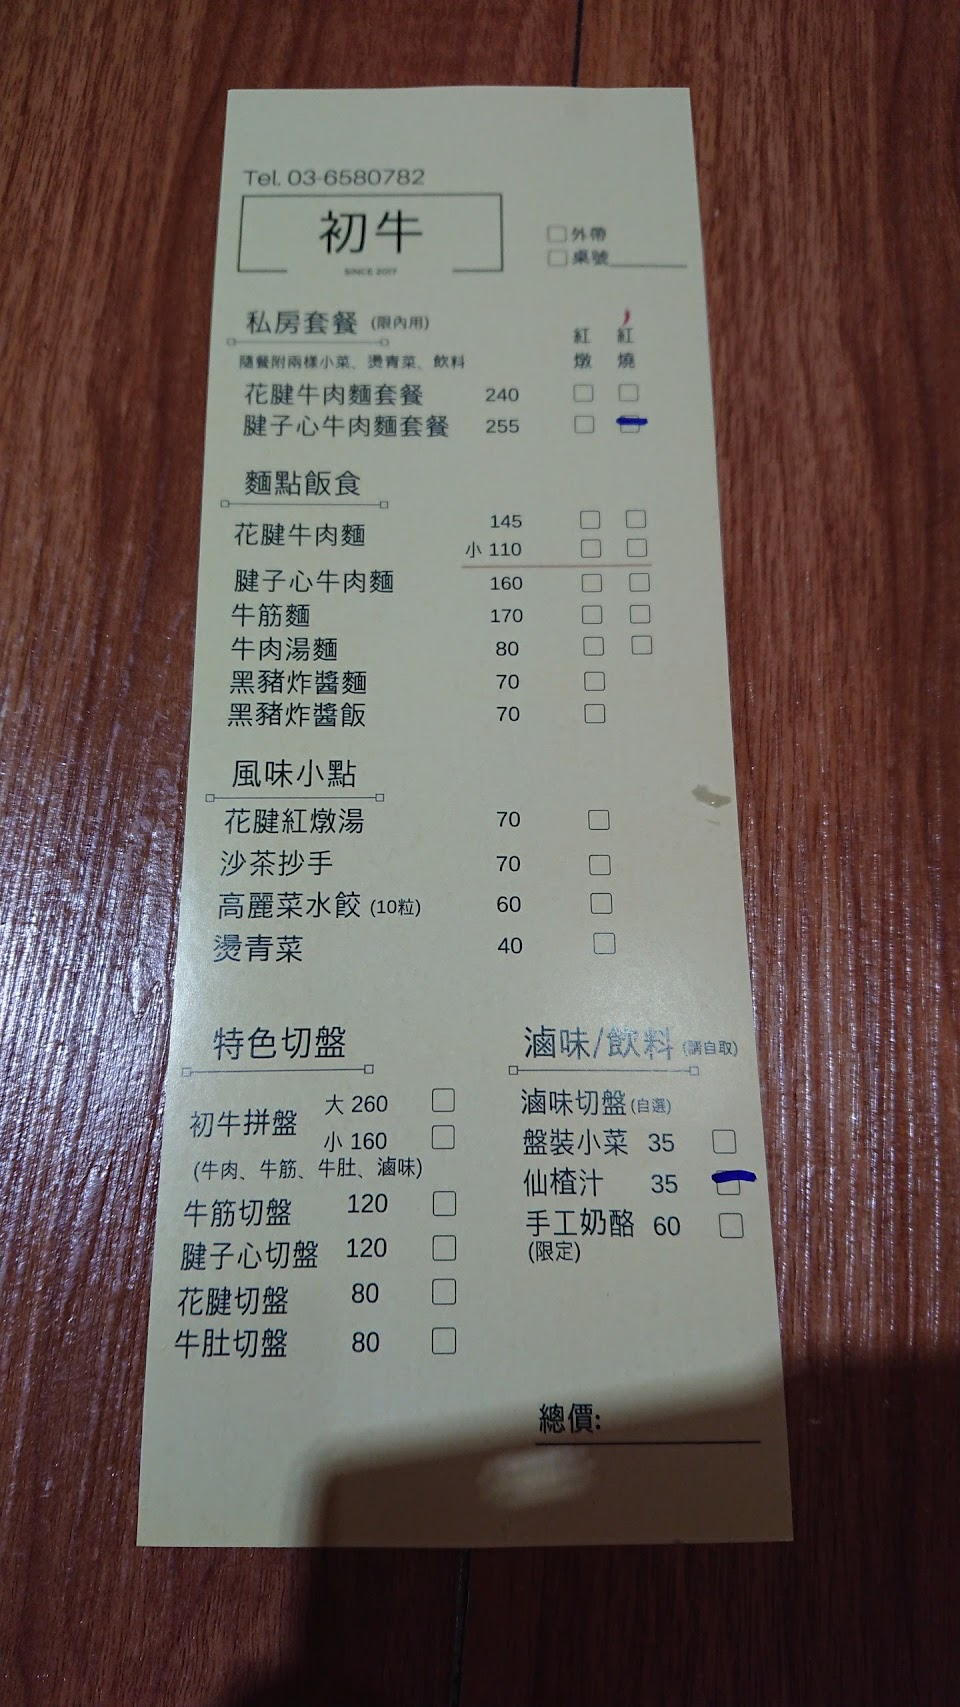 Tel. 03-6580782
初牛
SINCE 2017
外帶
桌號
私房套餐 (限內用)
隨餐附兩樣小菜、燙青菜、飲料
紅燉 紅燒
花腱牛肉麵套餐 240
腱子心牛肉麵套餐 255
麵點飯食
花腱牛肉麵 145
小 110
腱子心牛肉麵 160
牛筋麵 170
牛肉湯麵 80
黑豬炸醬麵 70
黑豬炸醬飯 70
風味小點
花腱紅燉湯 70
沙茶抄手 70
高麗菜水餃 (10粒) 60
燙青菜 40
特色切盤
初牛拼盤 大 260
小 160
(牛肉、牛筋、牛肚、滷味)
牛筋切盤 120
腱子心切盤 120
花腱切盤 80
牛肚切盤 80
滷味/飲料 (請自取)
滷味切盤 (自選)
盤裝小菜 35
仙楂汁 35
手工奶酪 60
(限定)
總價: